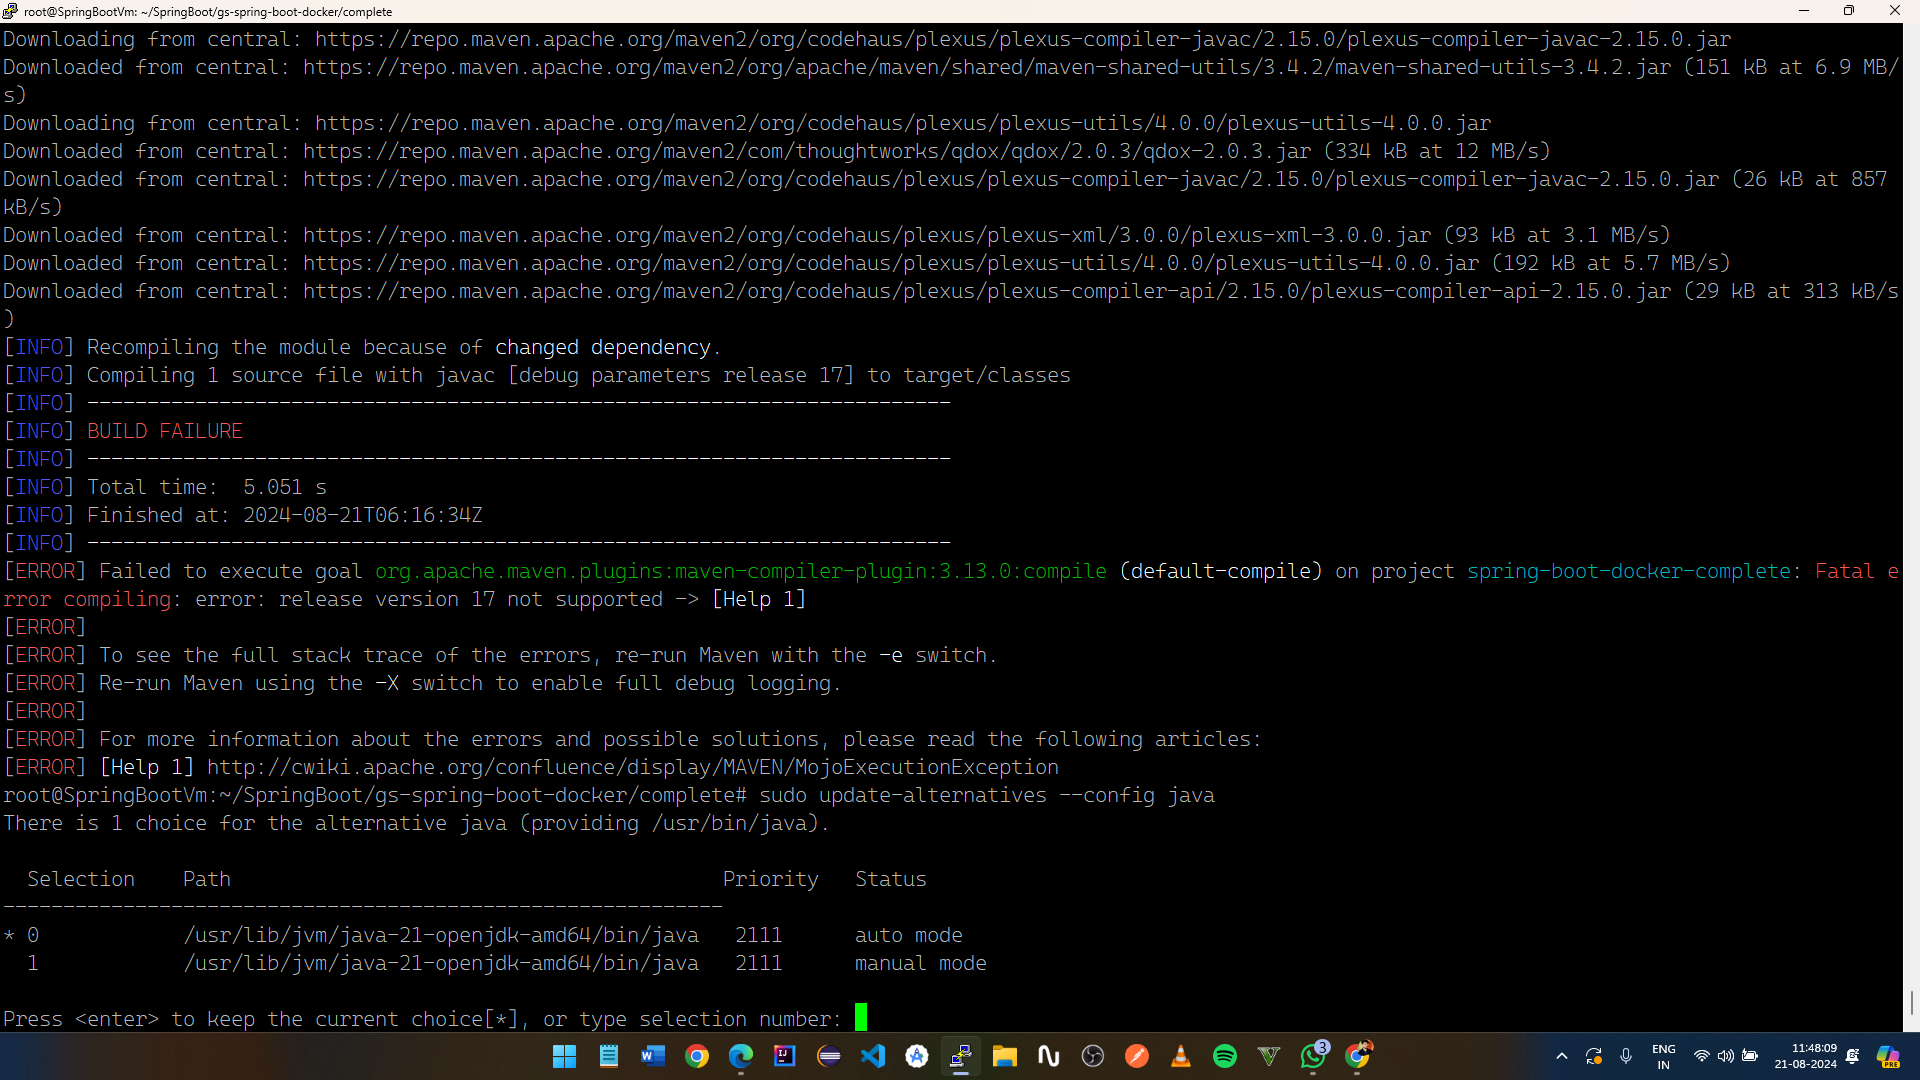 root@SpringBootVm: ~/SpringBoot/gs-spring-boot-docker/complete
Downloading from central: https://repo.maven.apache.org/maven2/org/codehaus/plexus/plexus-compiler-javac/2.15.0/plexus-compiler-javac-2.15.0.jar
Downloaded from central: https://repo.maven.apache.org/maven2/org/apache/maven/shared/maven-shared-utils/3.4.2/maven-shared-utils-3.4.2.jar (151 kB at 6.9 MB/
s)
Downloading from central: https://repo.maven.apache.org/maven2/org/codehaus/plexus/plexus-utils/4.0.0/plexus-utils-4.0.0.jar
Downloaded from central: https://repo.maven.apache.org/maven2/com/thoughtworks/qdox/qdox/2.0.3/qdox-2.0.3.jar (334 kB at 12 MB/s)
Downloaded from central: https://repo.maven.apache.org/maven2/org/codehaus/plexus/plexus-compiler-javac/2.15.0/plexus-compiler-javac-2.15.0.jar (26 kB at 857
kB/s)
Downloaded from central: https://repo.maven.apache.org/maven2/org/codehaus/plexus/plexus-xml/3.0.0/plexus-xml-3.0.0.jar (93 kB at 3.1 MB/s)
Downloaded from central: https://repo.maven.apache.org/maven2/org/codehaus/plexus/plexus-utils/4.0.0/plexus-utils-4.0.0.jar (192 kB at 5.7 MB/s)
Downloaded from central: https://repo.maven.apache.org/maven2/org/codehaus/plexus/plexus-compiler-api/2.15.0/plexus-compiler-api-2.15.0.jar (29 kB at 313 kB/s
)
[INFO] Recompiling the module because of changed dependency.
[INFO] Compiling 1 source file with javac [debug parameters release 17] to target/classes
[INFO] ------------------------------------------------------------------------
[INFO] BUILD FAILURE
[INFO] ------------------------------------------------------------------------
[INFO] Total time:  5.051 s
[INFO] Finished at: 2024-08-21T06:16:34Z
[INFO] ------------------------------------------------------------------------
[ERROR] Failed to execute goal org.apache.maven.plugins:maven-compiler-plugin:3.13.0:compile (default-compile) on project spring-boot-docker-complete: Fatal e
rror compiling: error: release version 17 not supported -> [Help 1]
[ERROR]
[ERROR] To see the full stack trace of the errors, re-run Maven with the -e switch.
[ERROR] Re-run Maven using the -X switch to enable full debug logging.
[ERROR]
[ERROR] For more information about the errors and possible solutions, please read the following articles:
[ERROR] [Help 1] http://cwiki.apache.org/confluence/display/MAVEN/MojoExecutionException
root@SpringBootVm:~/SpringBoot/gs-spring-boot-docker/complete# sudo update-alternatives --config java
There is 1 choice for the alternative java (providing /usr/bin/java).
Selection    Path                                         Priority   Status
------------------------------------------------------------
* 0            /usr/lib/jvm/java-21-openjdk-amd64/bin/java   2111      auto mode
1            /usr/lib/jvm/java-21-openjdk-amd64/bin/java   2111      manual mode
Press <enter> to keep the current choice[*], or type selection number:
3
ENG
IN
11:48:09
21-08-2024
PRE